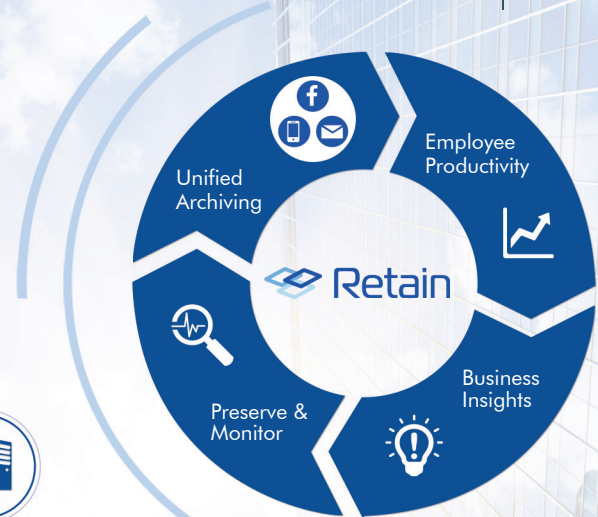 Unified
Archiving
Employee
Productivity
Retain
Business
Insights
Preserve &
Monitor